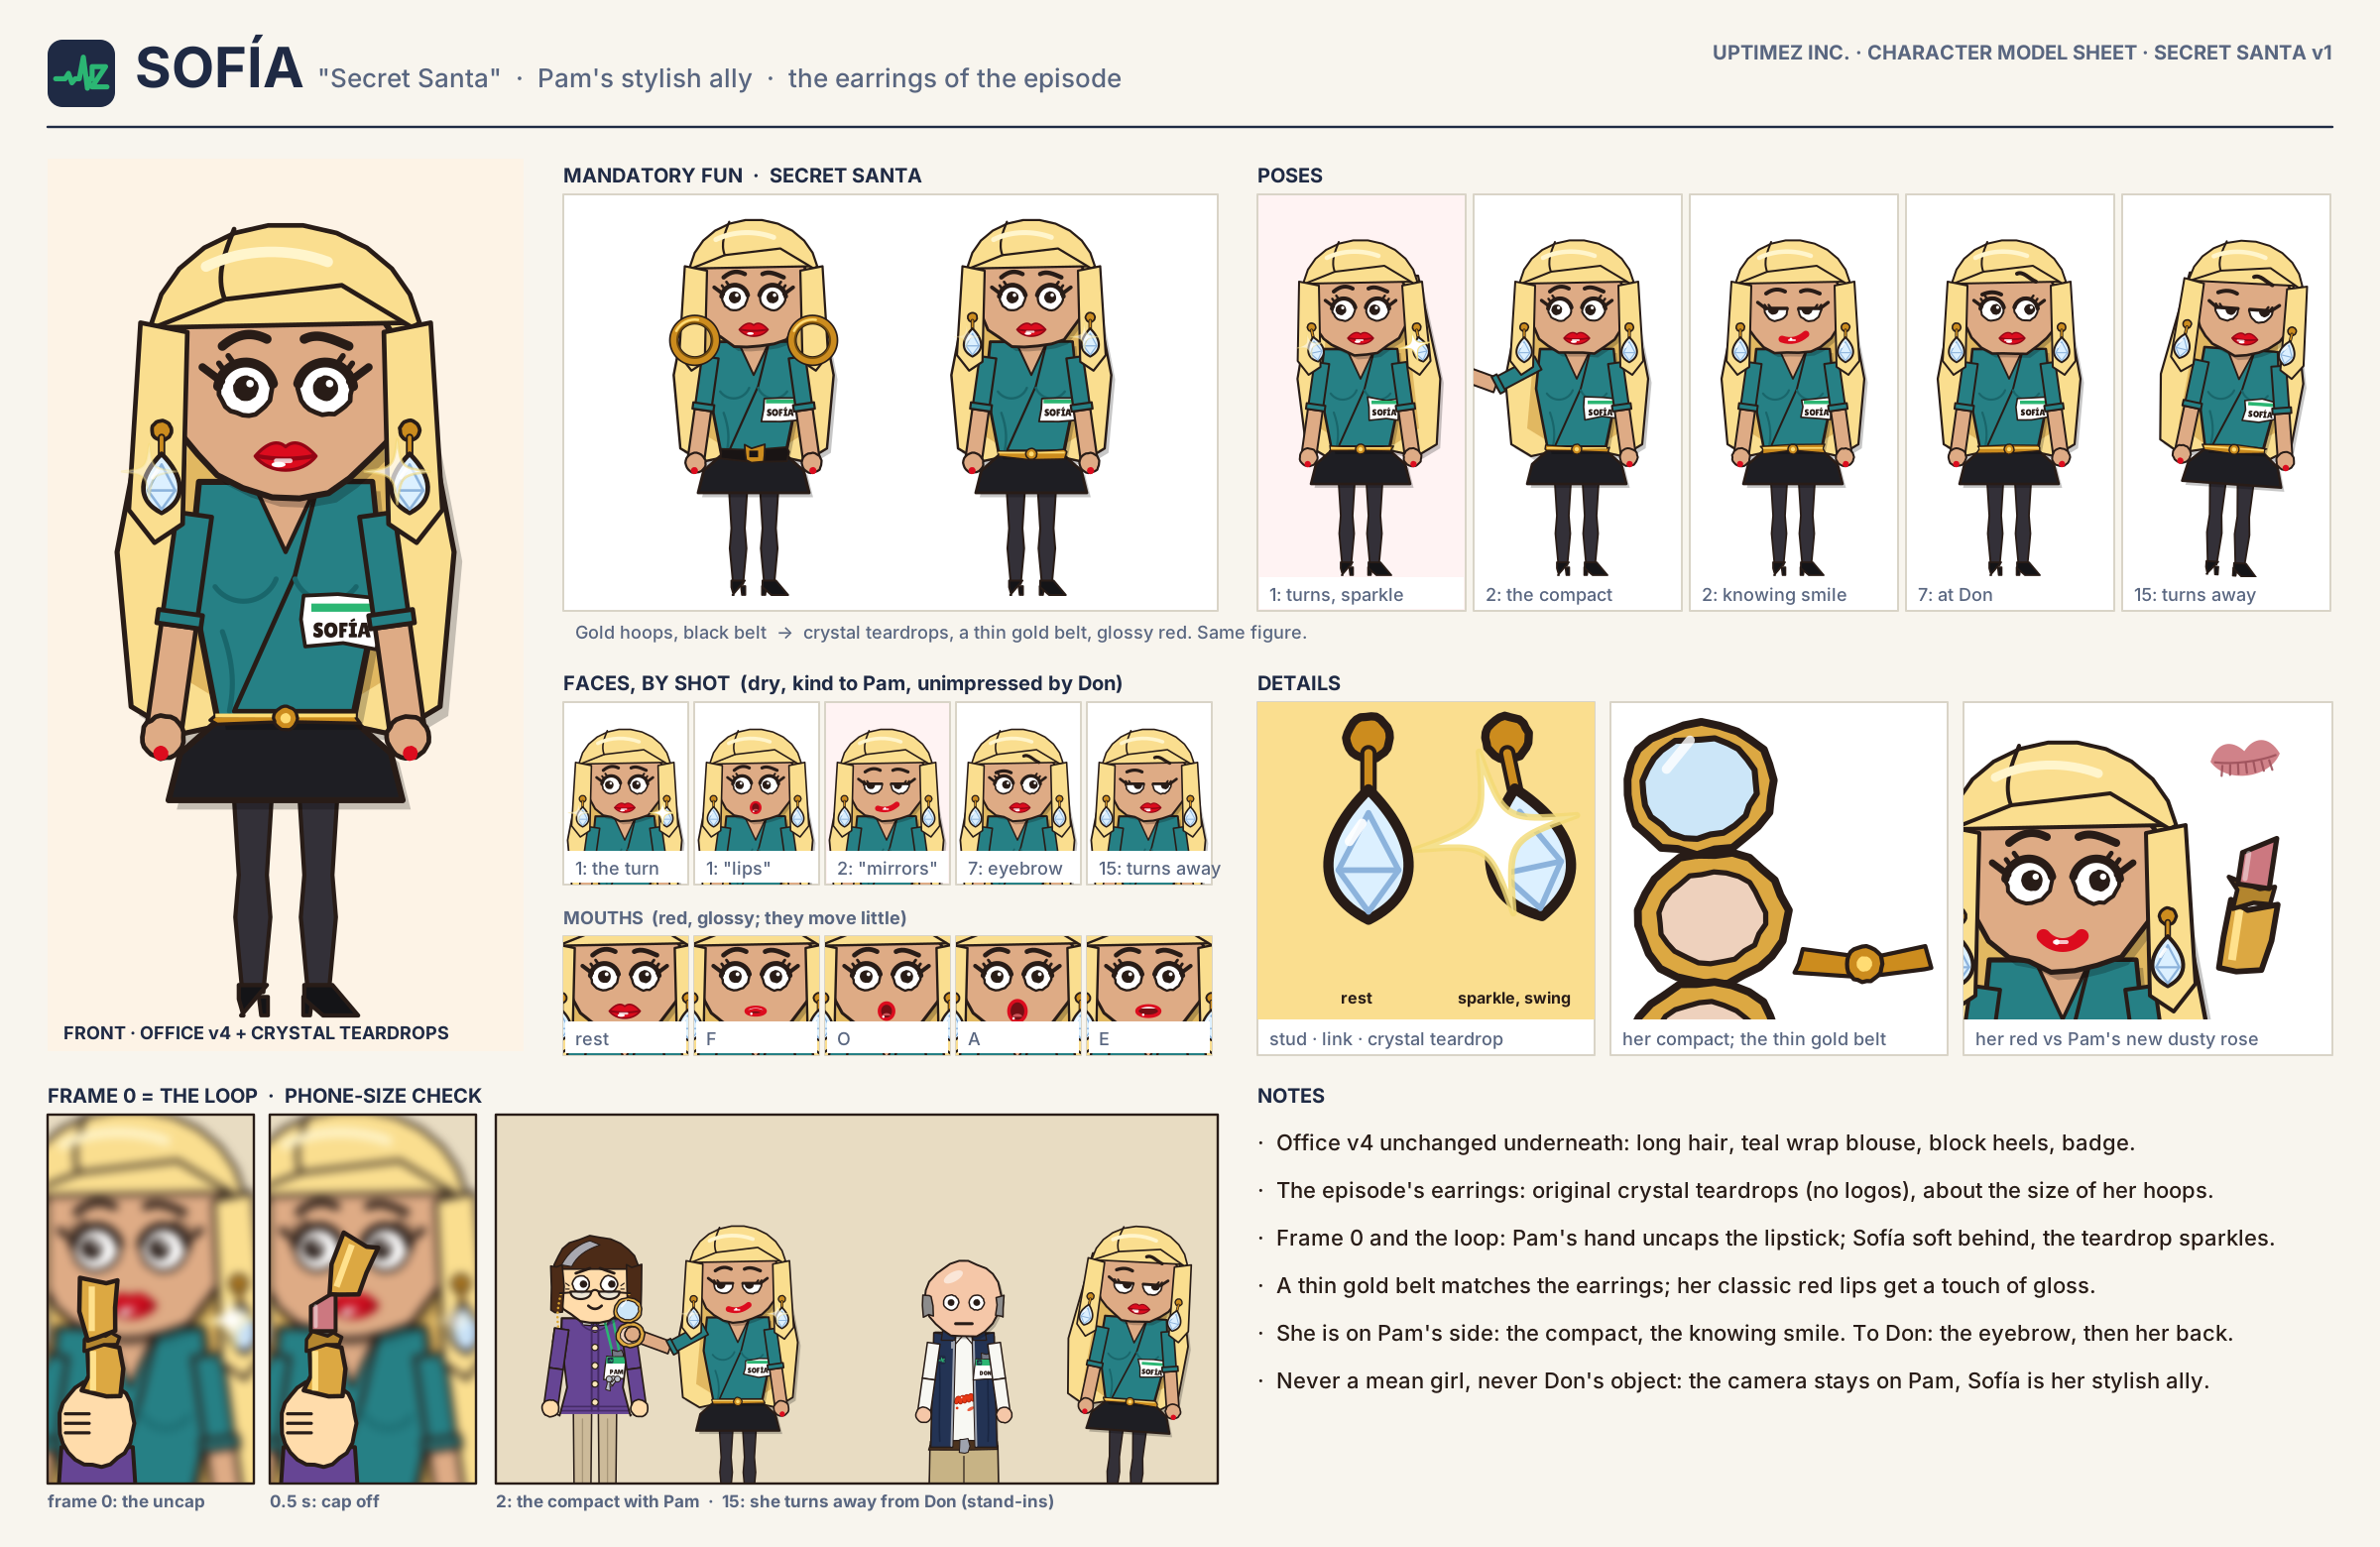 SOFÍA "Secret Santa" · Pam's stylish ally · the earrings of the episode
UPTIMEZ INC. · CHARACTER MODEL SHEET · SECRET SANTA v1
SOFÍA
FRONT · OFFICE v4 + CRYSTAL TEARDROPS
MANDATORY FUN · SECRET SANTA
SOFÍA
SOFÍA
Gold hoops, black belt → crystal teardrops, a thin gold belt, glossy red. Same figure.
POSES
SOFÍA
SOFÍA
SOFÍA
SOFÍA
SOFÍA
1: turns, sparkle
2: the compact
2: knowing smile
7: at Don
15: turns away
FACES, BY SHOT (dry, kind to Pam, unimpressed by Don)
1: the turn
1: "lips"
2: "mirrors"
7: eyebrow
15: turns away
MOUTHS (red, glossy; they move little)
rest
F
O
A
E
DETAILS
rest
sparkle, swing
stud · link · crystal teardrop
her compact; the thin gold belt
her red vs Pam's new dusty rose
FRAME 0 = THE LOOP · PHONE-SIZE CHECK
frame 0: the uncap
0.5 s: cap off
PAM
SOFÍA
DON
SOFÍA
2: the compact with Pam · 15: she turns away from Don (stand-ins)
NOTES
· Office v4 unchanged underneath: long hair, teal wrap blouse, block heels, badge.
· The episode's earrings: original crystal teardrops (no logos), about the size of her hoops.
· Frame 0 and the loop: Pam's hand uncaps the lipstick; Sofía soft behind, the teardrop sparkles.
· A thin gold belt matches the earrings; her classic red lips get a touch of gloss.
· She is on Pam's side: the compact, the knowing smile. To Don: the eyebrow, then her back.
· Never a mean girl, never Don's object: the camera stays on Pam, Sofía is her stylish ally.